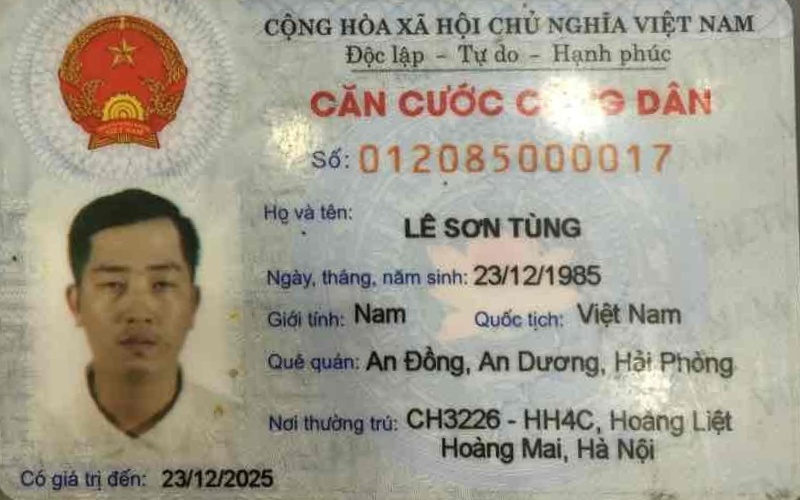 CỘNG HÒA XÃ HỘI CHỦ NGHĨA VIỆT NAM
Độc lập - Tự do - Hạnh phúc
CĂN CƯỚC CÔNG DÂN
Số: 012085000017
Họ và tên: LÊ SƠN TÙNG
Ngày, tháng, năm sinh: 23/12/1985
Giới tính: Nam Quốc tịch: Việt Nam
Quê quán: An Đồng, An Dương, Hải Phòng
Nơi thường trú: CH3226 - HH4C, Hoàng Liệt
Hoàng Mai, Hà Nội
Có giá trị đến: 23/12/2025